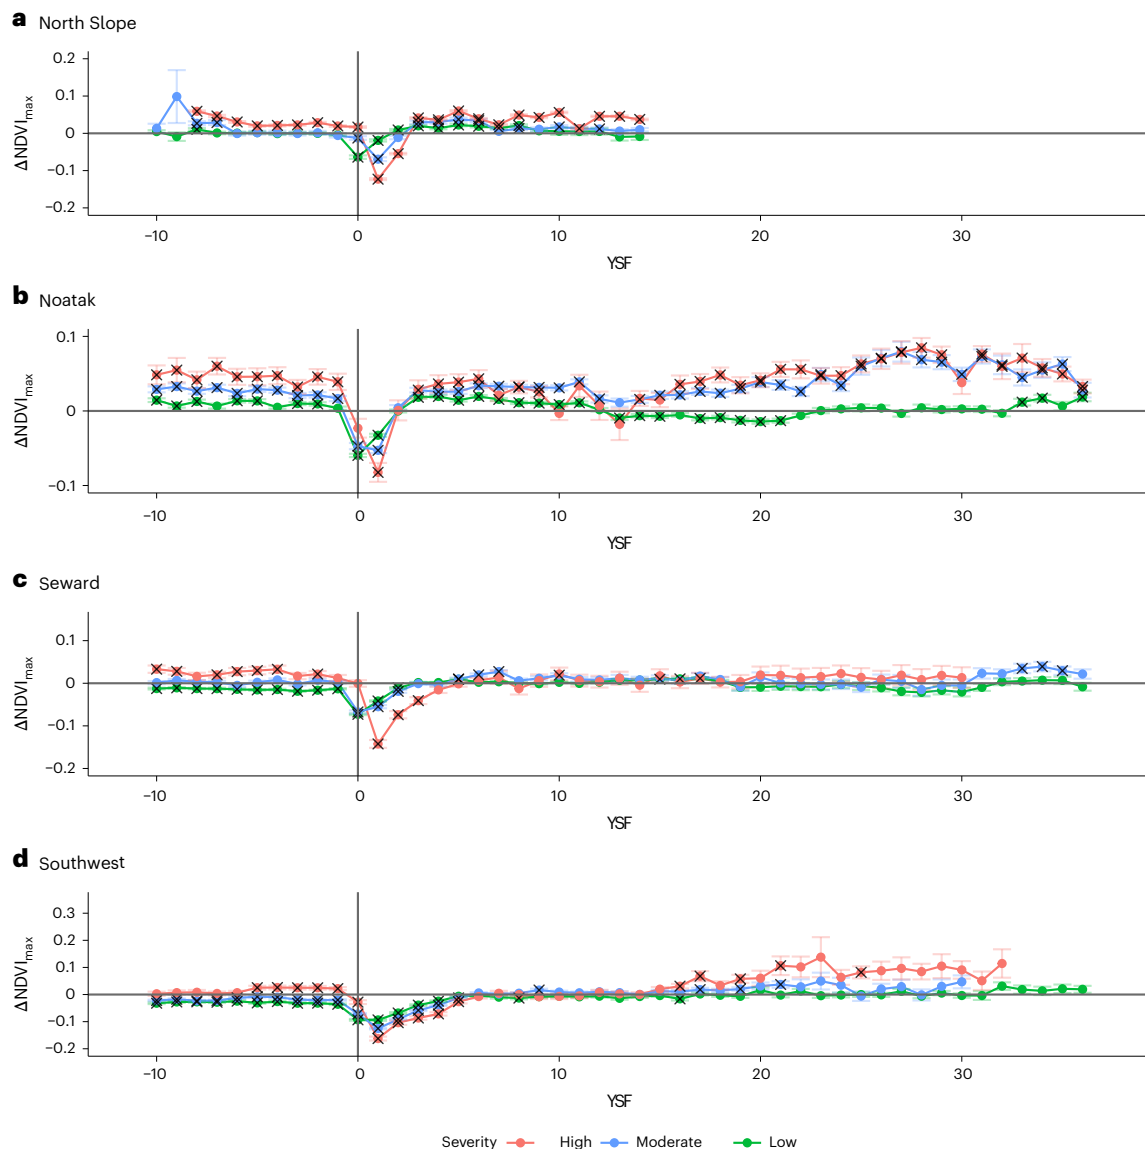 a North Slope
0.2
0.1
0
−0.1
−0.2
ΔNDVImax
−10 0 10 20 30
YSF
b Noatak
0.1
0
−0.1
ΔNDVImax
−10 0 10 20 30
YSF
c Seward
0.1
0
−0.1
−0.2
ΔNDVImax
−10 0 10 20 30
YSF
d Southwest
0.3
0.2
0.1
0
−0.1
−0.2
ΔNDVImax
−10 0 10 20 30
YSF
Severity High Moderate Low